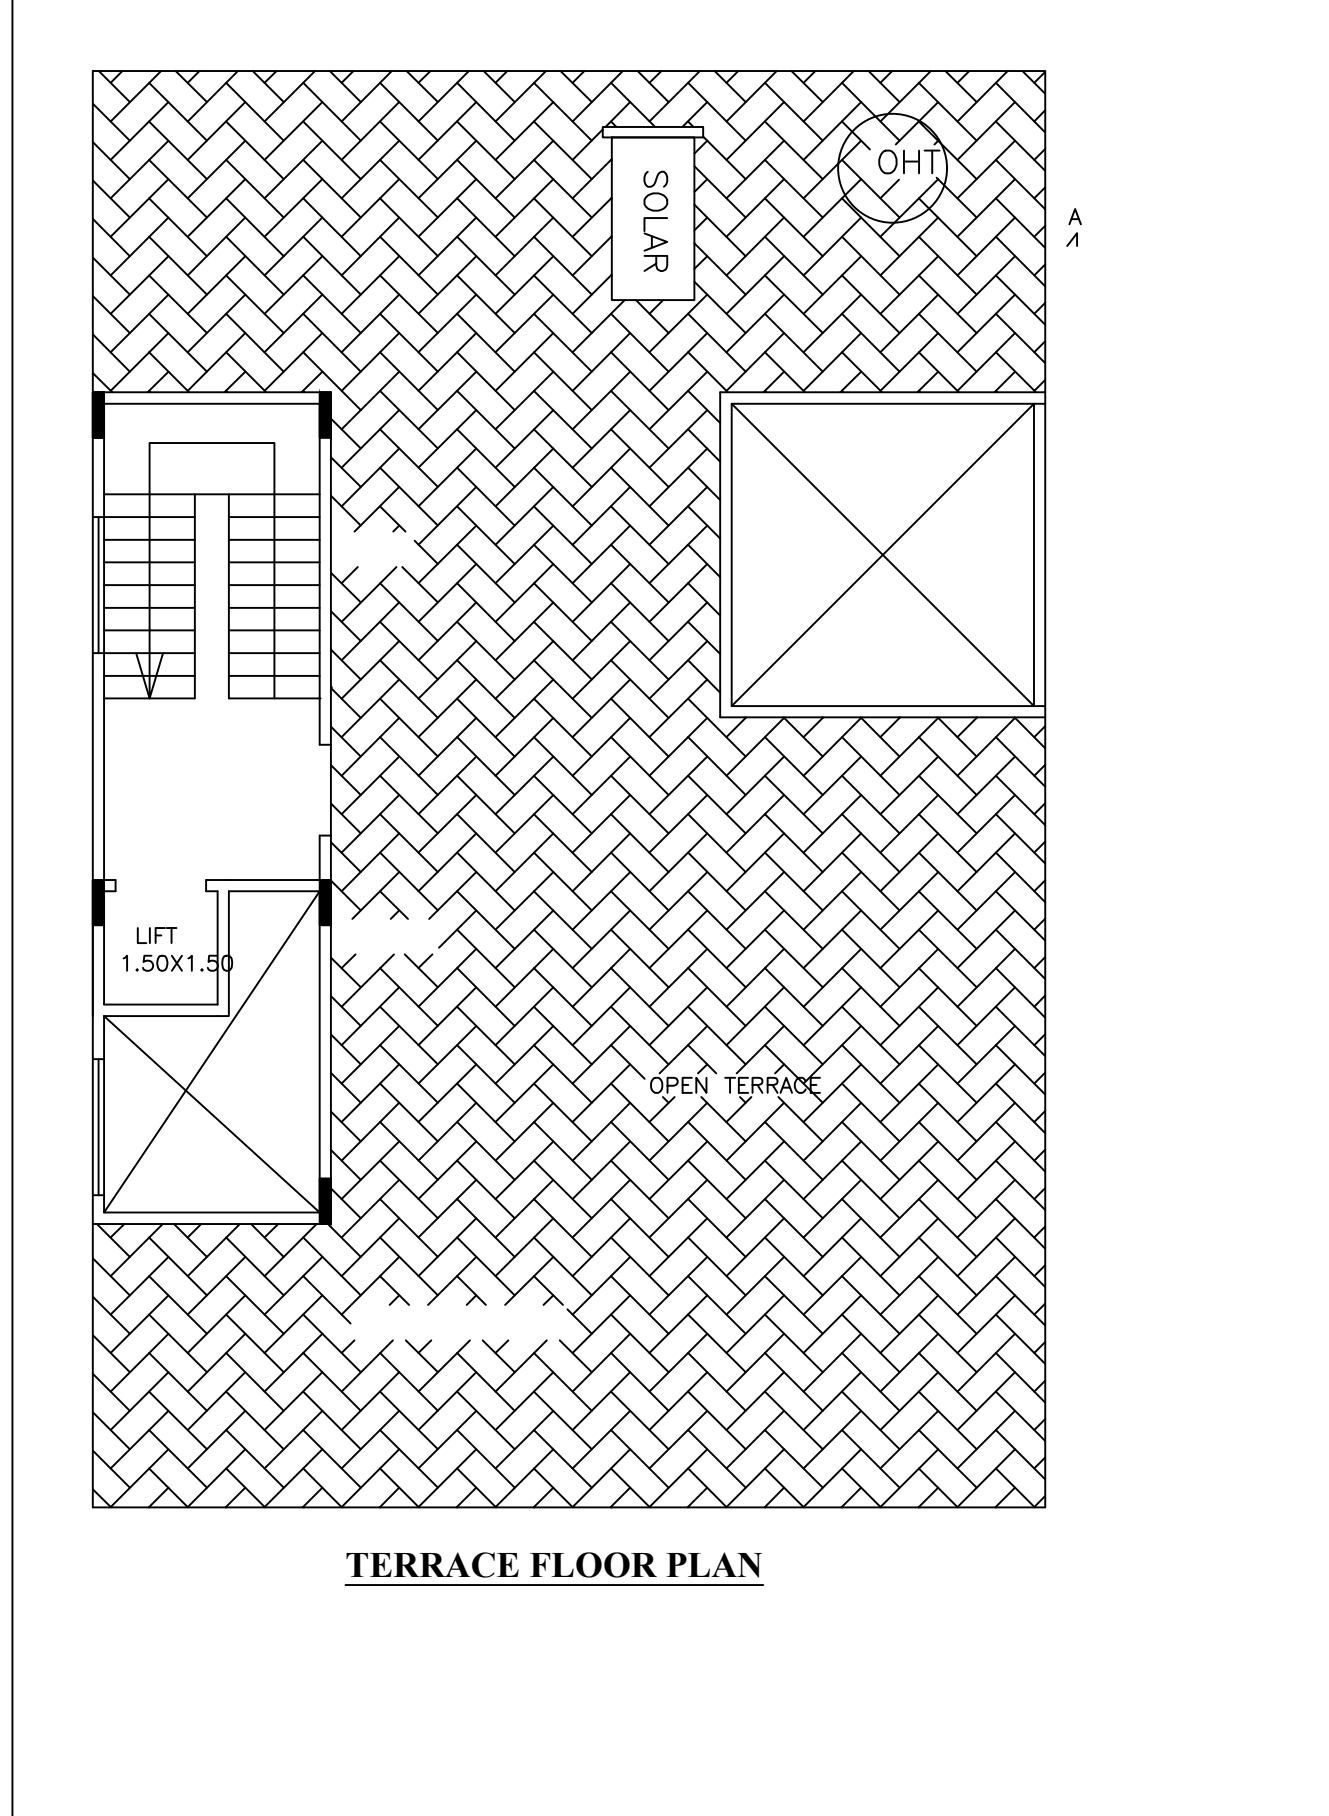 SOLAR
OHT
A
LIFT
1.50X1.50
OPEN TERRACE
TERRACE FLOOR PLAN